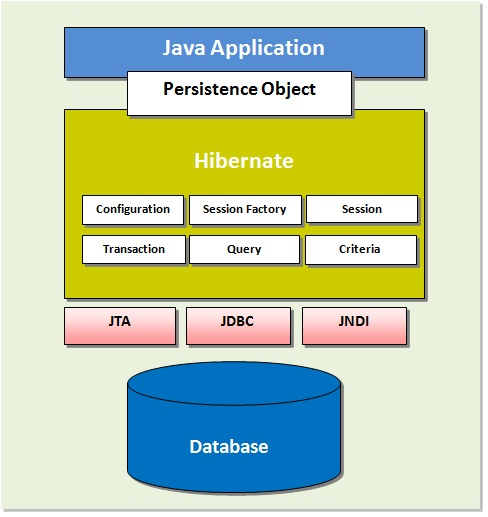 Java Application
Persistence Object
Hibernate
Configuration
Session Factory
Session
Transaction
Query
Criteria
JTA
JDBC
JNDI
Database